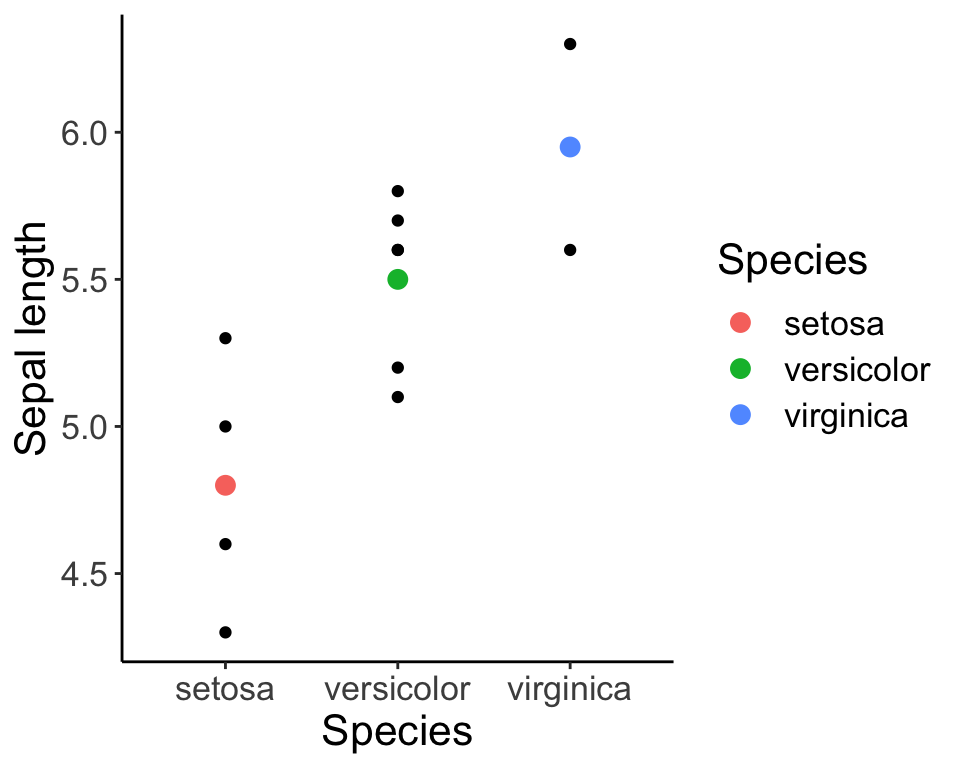 6.0
5.5
5.0
4.5
Sepal length
setosa versicolor virginica
Species
Species
setosa
versicolor
virginica